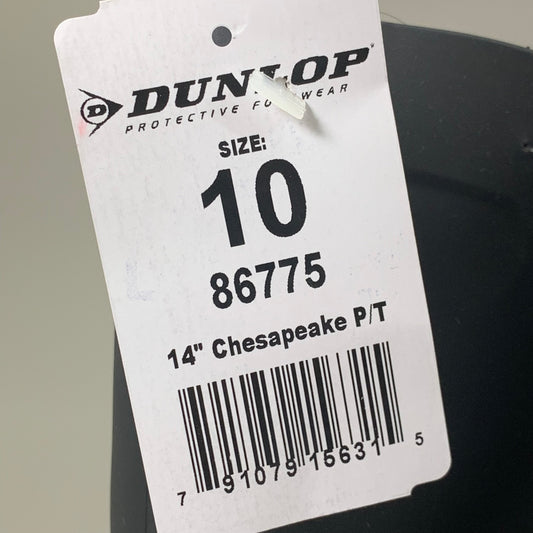 DUNLOP
PROTECTIVE FOOTWEAR
SIZE:
10
86775
14" Chesapeake P/T
7 91079 15631 5